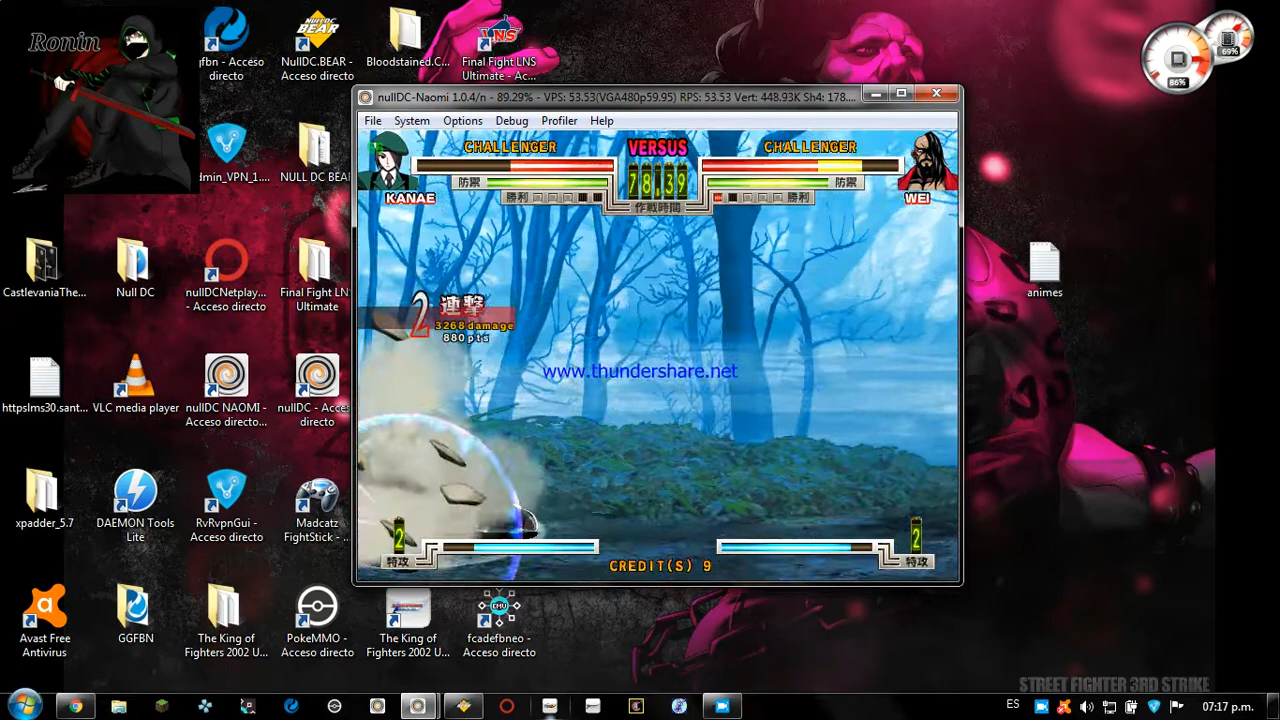 Ronin
gfbn - Acceso
directo
NullDC.BEAR
- Acceso direc...
Bloodstained.C...
Final Fight LNS
Ultimate - Ac...
86%
69%
nullDC-Naomi 1.0.4/n - 89.29% - VPS: 53.53(VGA480p59.95) RPS: 53.53 Vert: 448.93K Sh4: 178....
File System Options Debug Profiler Help
CHALLENGER
VERSUS
CHALLENGER
78.39
防禦
防禦
KANAE
勝利
作戦時間
勝利
WEI
2 連撃
3268 damage
880 pts
www.thundershare.net
2
特攻
CREDIT(S) 9
2
特攻
dmin_VPN_1....
NULL DC BEA
CastlevaniaThe...
Null DC
nullDCNetplay...
- Acceso directo
Final Fight LN
Ultimate
animes
httpslms30.sant...
VLC media player
nullDC NAOMI -
Acceso directo
nullDC - Acces
directo
xpadder_5.7
DAEMON Tools
Lite
RvRvpnGui -
Acceso directo
Madcatz
FightStick - ...
Avast Free
Antivirus
GGFBN
The King of
Fighters 2002 U...
PokeMMO -
Acceso directo
The King of
Fighters 2002 U...
fcadefbneo -
Acceso directo
STREET FIGHTER 3RD STRIKE
ES
07:17 p.m.